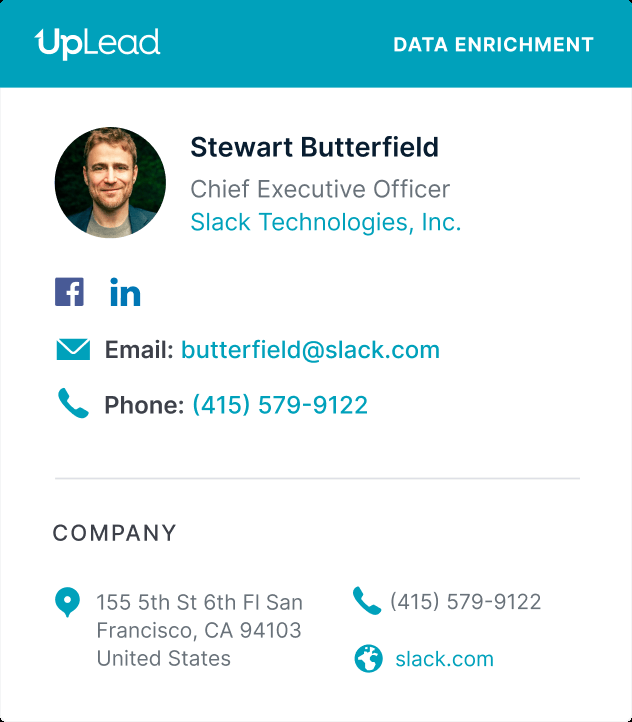 UpLead
DATA ENRICHMENT
Stewart Butterfield
Chief Executive Officer
Slack Technologies, Inc.
f
in
Email: butterfield@slack.com
Phone: (415) 579-9122
COMPANY
155 5th St 6th Fl San
Francisco, CA 94103
United States
(415) 579-9122
slack.com